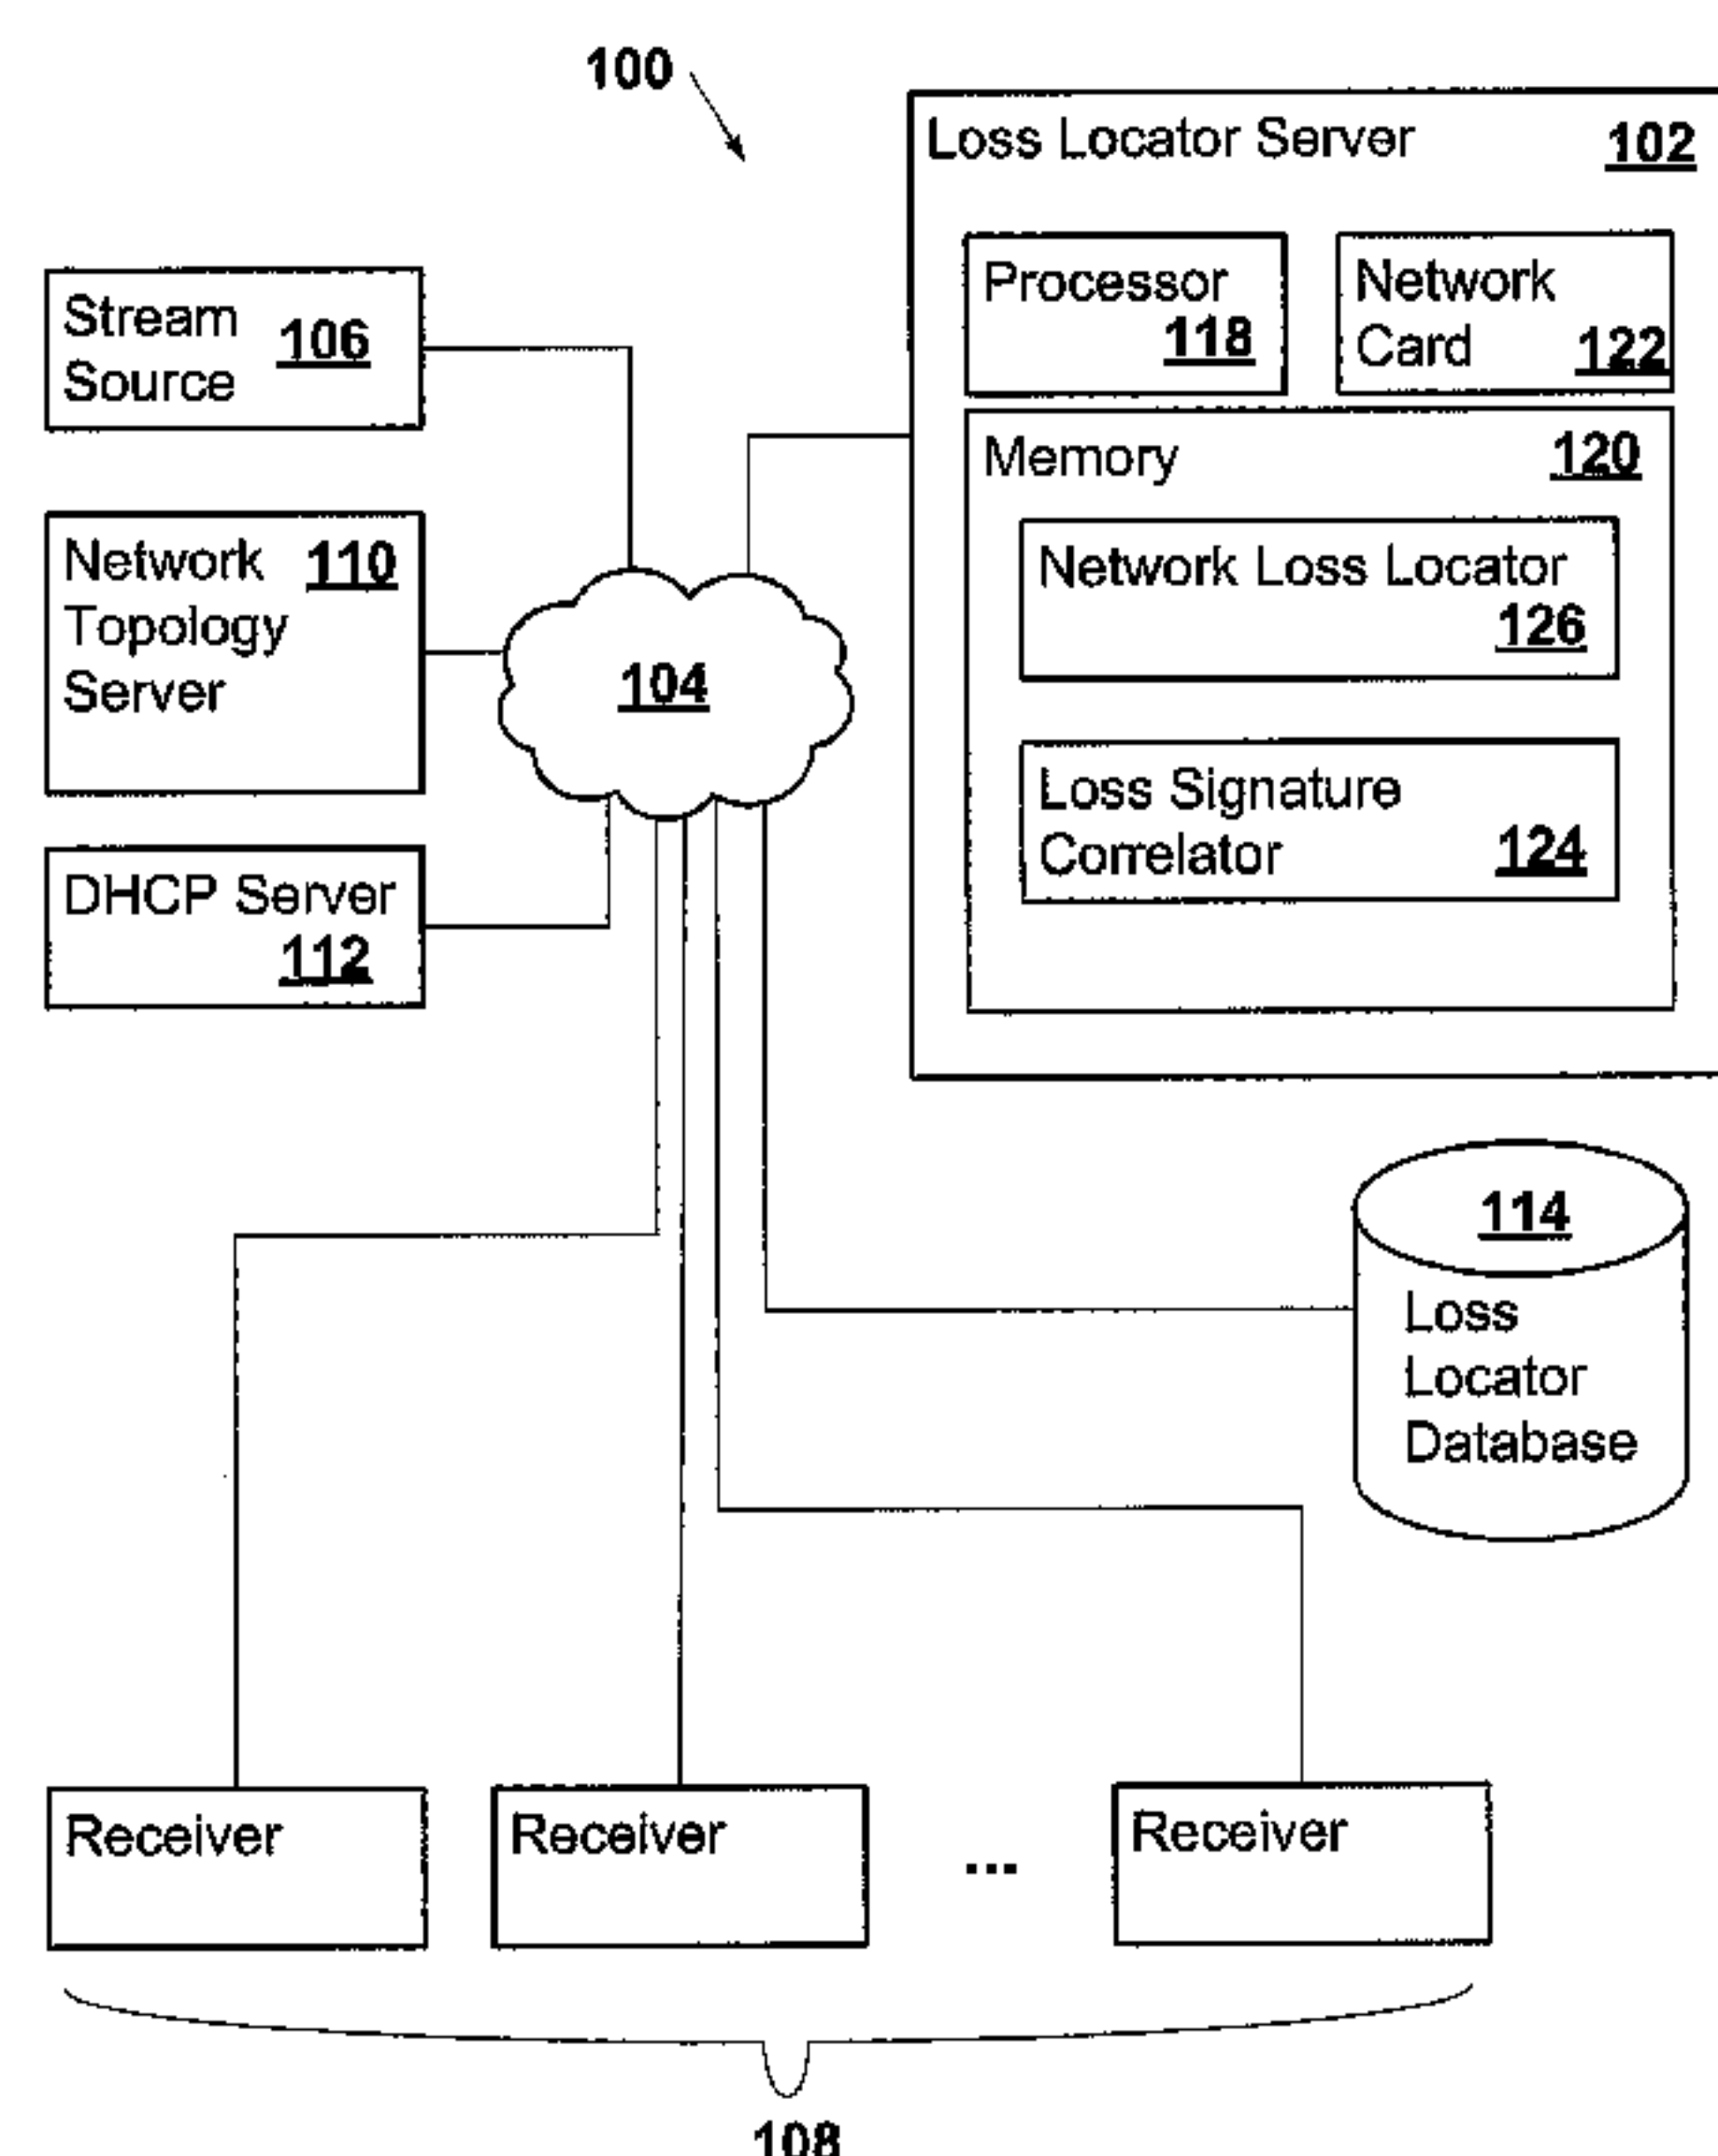 100
Loss Locator Server 102
Processor
118
Network
Card 122
Memory 120
Network Loss Locator
126
Loss Signature
Correlator 124
Stream
Source 106
Network 110
Topology
Server
DHCP Server
112
104
114
Loss
Locator
Database
Receiver
Receiver
...
Receiver
108